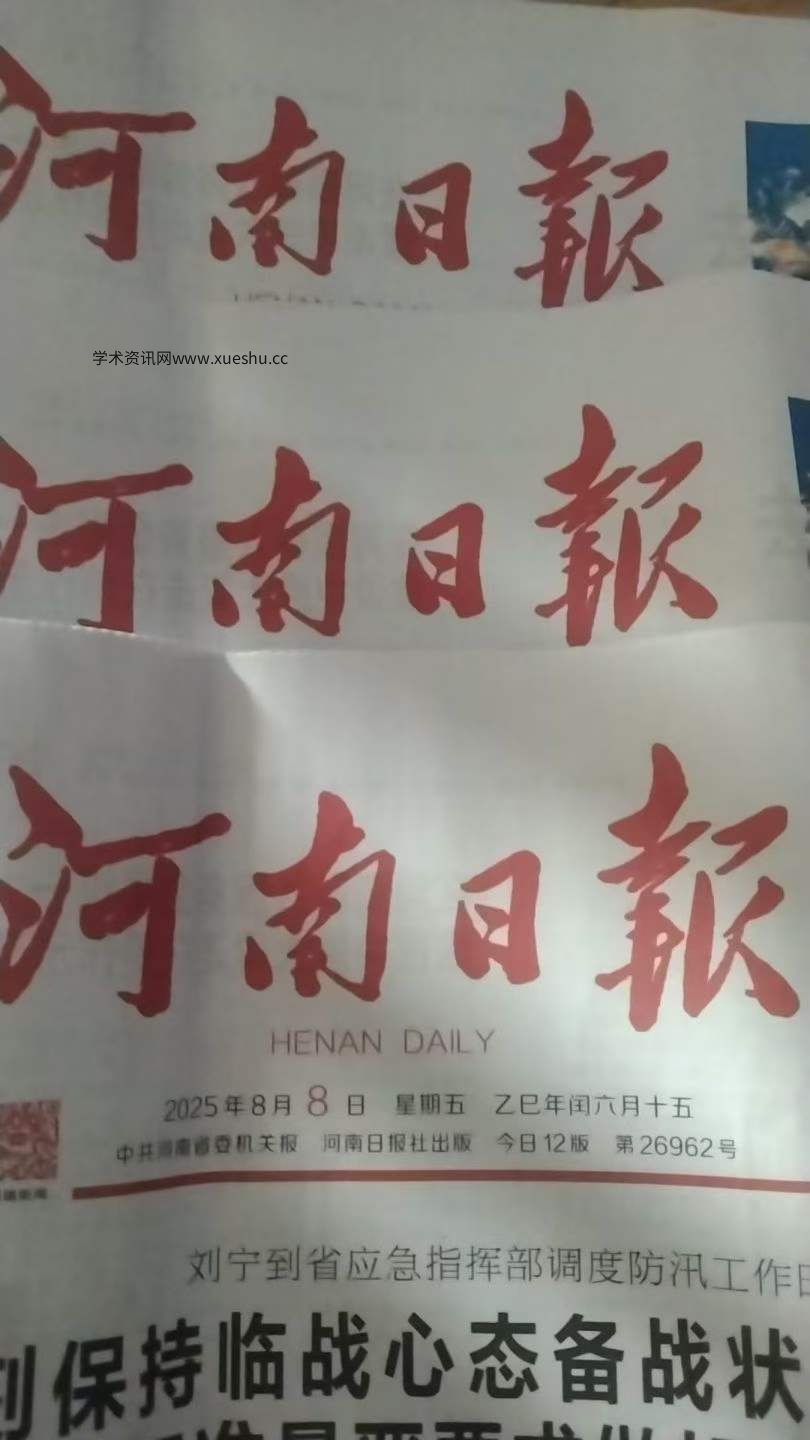 河南日報
学术资讯网www.xueshu.cc
河南日報
河南日報
HENAN DAILY
2025年8月8日 星期五 乙巳年闰六月十五
中共河南省委机关报 河南日报社出版 今日12版 第26962号
刘宁到省应急指挥部调度防汛工作时
保持临战心态备战状